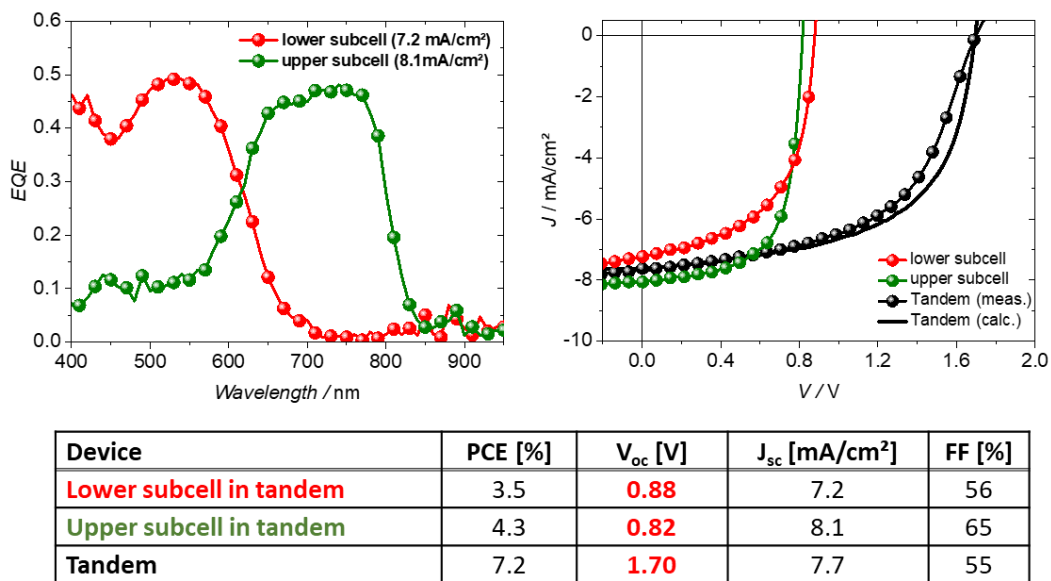 lower subcell (7.2 mA/cm²)
upper subcell (8.1mA/cm²)
0.6
0.5
0.4
0.3
0.2
0.1
0.0
EQE
400 500 600 700 800 900
Wavelength / nm
0
-2
-4
-6
-8
-10
J / mA/cm²
lower subcell
upper subcell
Tandem (meas.)
Tandem (calc.)
0.0 0.4 0.8 1.2 1.6 2.0
V / V
Device PCE [%] Voc [V] Jsc [mA/cm²] FF [%]
Lower subcell in tandem 3.5 0.88 7.2 56
Upper subcell in tandem 4.3 0.82 8.1 65
Tandem 7.2 1.70 7.7 55